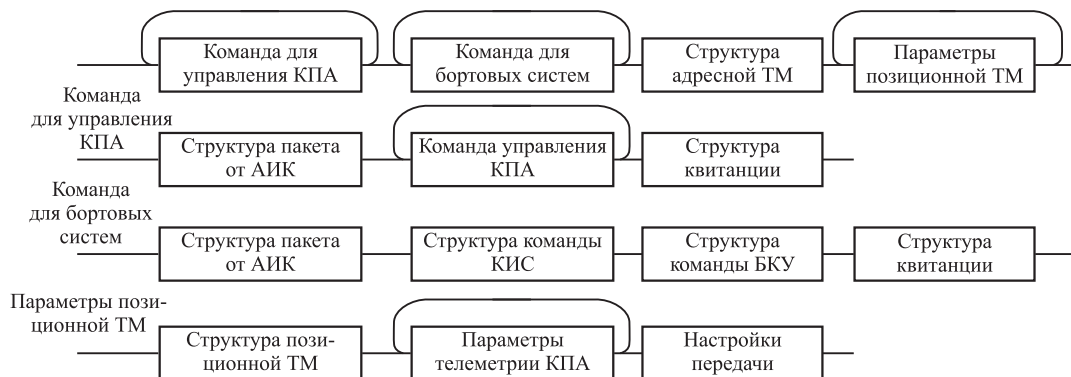 Команда для
управления КПА
Команда для
бортовых систем
Структура
адресной ТМ
Параметры
позиционной ТМ
Команда
для управления
КПА
Структура пакета
от АИК
Команда управления
КПА
Структура
квитанции
Команда
для бортовых
систем
Структура пакета
от АИК
Структура команды
КИС
Структура
команды БКУ
Структура
квитанции
Параметры пози-
ционной ТМ
Структура пози-
ционной ТМ
Параметры
телеметрии КПА
Настройки
передачи